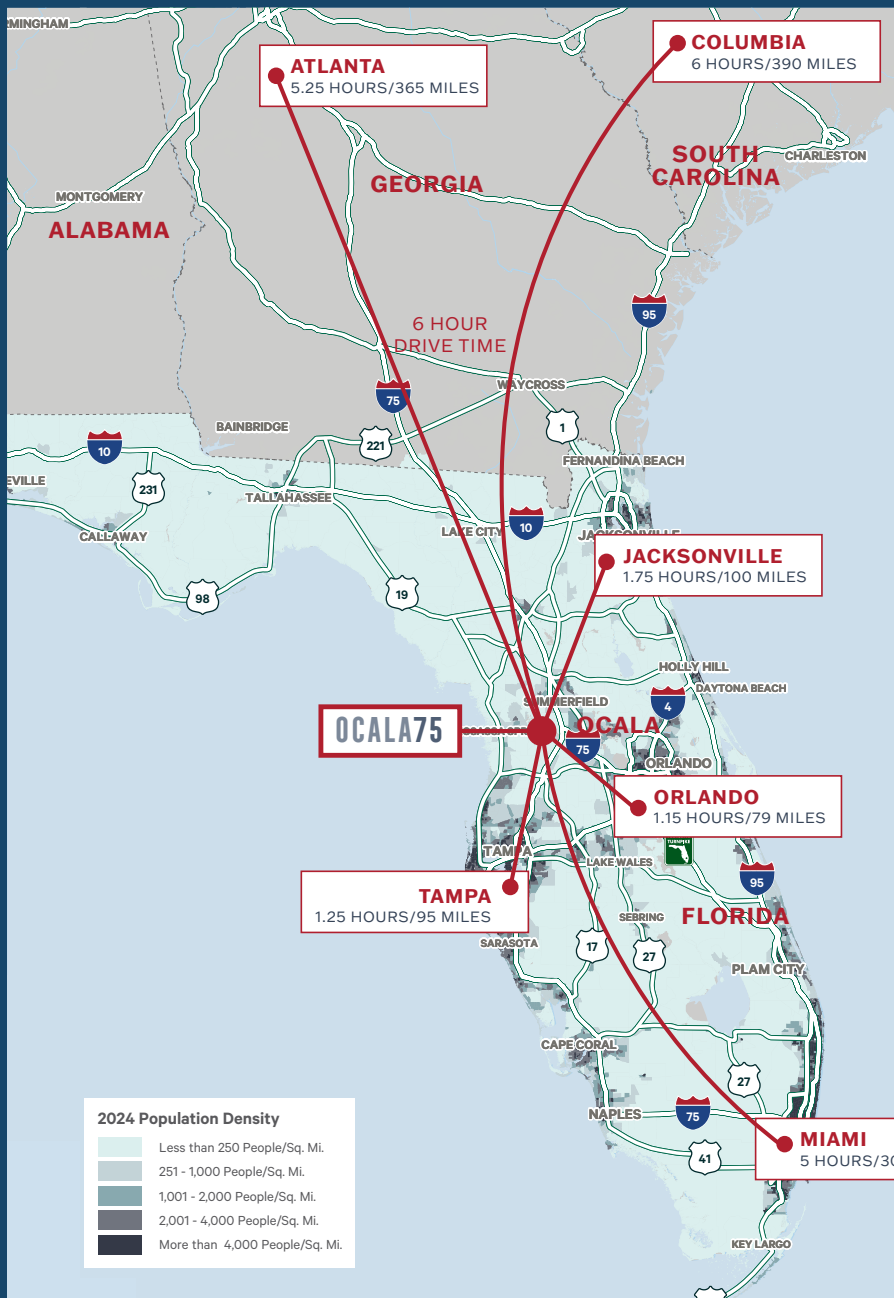 RMINGHAM
ATLANTA
5.25 HOURS/365 MILES
COLUMBIA
6 HOURS/390 MILES
SOUTH
CAROLINA
CHARLESTON
GEORGIA
MONTGOMERY
ALABAMA
95
6 HOUR
DRIVE TIME
WAYCROSS
75
1
BAINBRIDGE
221
10
FERNANDINA BEACH
EVILLE
231
TALLAHASSEE
10
LAKE CITY
JACKSONVILLE
CALLAWAY
JACKSONVILLE
1.75 HOURS/100 MILES
98
19
HOLLY HILL
DAYTONA BEACH
SUMMERFIELD
4
OCALA
OCALA75
75
ORLANDO
ORLANDO
1.15 HOURS/79 MILES
TURNPIKE
TAMPA
LAKE WALES
95
TAMPA
1.25 HOURS/95 MILES
FLORIDA
SEBRING
SARASOTA
17
27
PLAM CITY
CAPE CORAL
27
NAPLES
75
MIAMI
5 HOURS/30
41
KEY LARGO
2024 Population Density
Less than 250 People/Sq. Mi.
251 - 1,000 People/Sq. Mi.
1,001 - 2,000 People/Sq. Mi.
2,001 - 4,000 People/Sq. Mi.
More than 4,000 People/Sq. Mi.